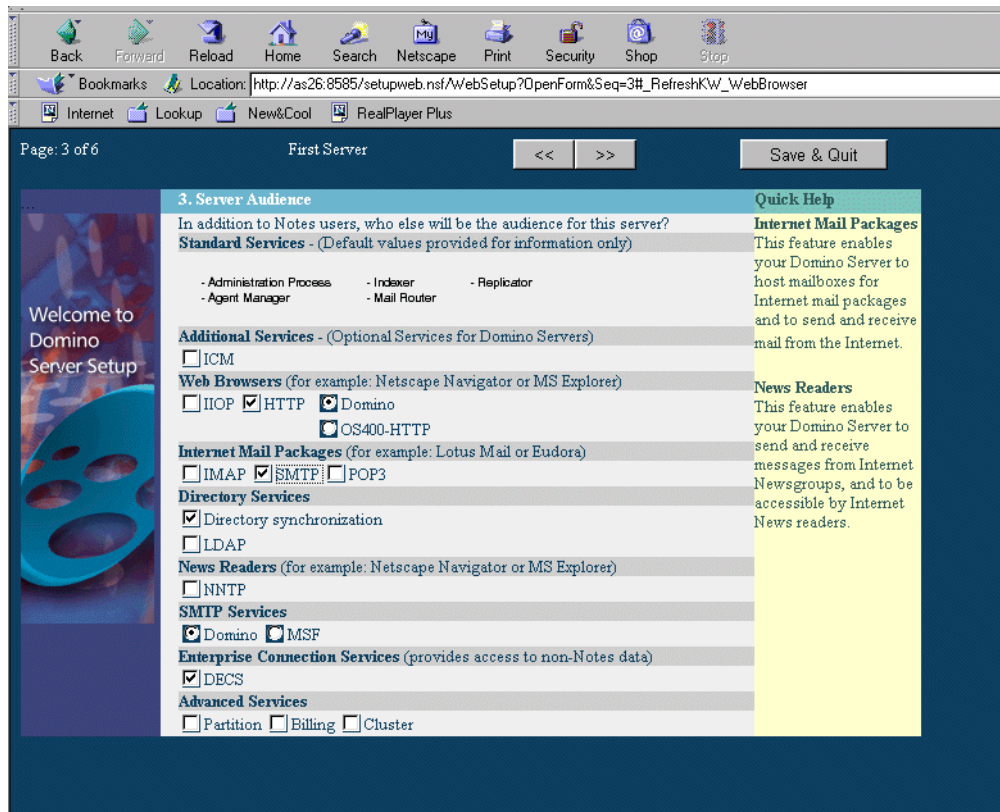 Back Forward Reload Home Search Netscape Print Security Shop Stop
My
Bookmarks Location: http://as26:8585/setupweb.nsf/WebSetup?OpenForm&Seq=3#_RefreshKW_WebBrowser
Internet Lookup New&Cool RealPlayer Plus
Page: 3 of 6 First Server << >> Save & Quit
...
Welcome to
Domino
Server Setup
3. Server Audience
In addition to Notes users, who else will be the audience for this server?
Standard Services - (Default values provided for information only)
- Administration Process - Indexer - Replicator
- Agent Manager - Mail Router
Additional Services - (Optional Services for Domino Servers)
ICM
Web Browsers (for example: Netscape Navigator or MS Explorer)
IIOP HTTP Domino
OS400-HTTP
Internet Mail Packages (for example: Lotus Mail or Eudora)
IMAP SMTP POP3
Directory Services
Directory synchronization
LDAP
News Readers (for example: Netscape Navigator or MS Explorer)
NNTP
SMTP Services
Domino MSF
Enterprise Connection Services (provides access to non-Notes data)
DECS
Advanced Services
Partition Billing Cluster
Quick Help
Internet Mail Packages
This feature enables
your Domino Server to
host mailboxes for
Internet mail packages
and to send and receive
mail from the Internet.
News Readers
This feature enables
your Domino Server to
send and receive
messages from Internet
Newsgroups, and to be
accessible by Internet
News readers.